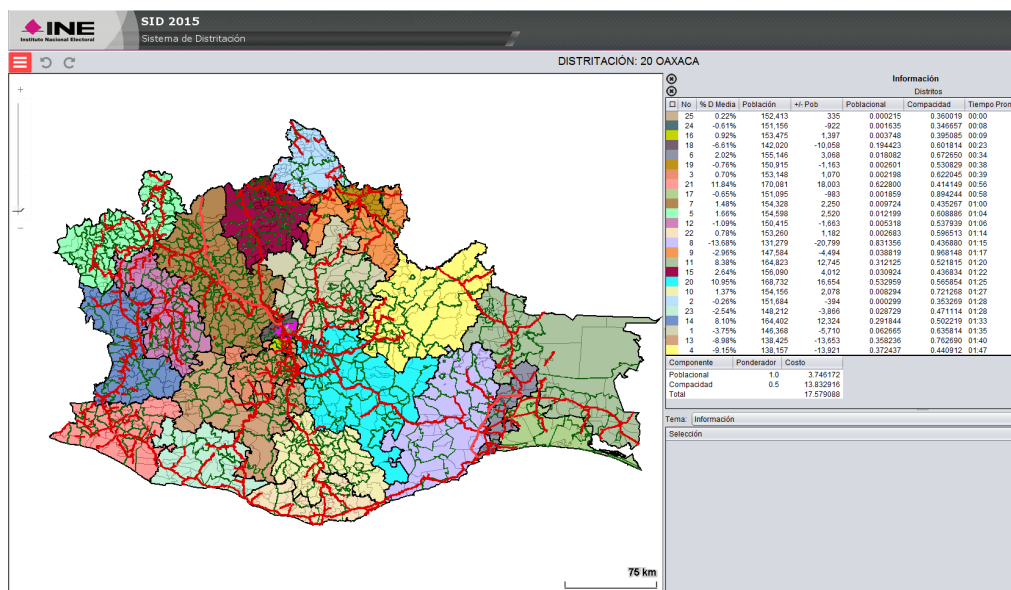 INE
Instituto Nacional Electoral
SID 2015
Sistema de Distritación
DISTRITACIÓN: 20 OAXACA
Información
Distritos
No % D Media Población +/- Pob Poblacional Compacidad Tiempo Prom
25 0.22% 152,413 335 0.000215 0.360019 00:00
24 -0.61% 151,156 -922 0.001635 0.346657 00:08
16 0.92% 153,475 1,397 0.003748 0.395085 00:09
18 -6.61% 142,020 -10,058 0.194423 0.601814 00:23
6 2.02% 155,146 3,068 0.018082 0.672650 00:34
19 -0.76% 150,915 -1,163 0.002601 0.530829 00:38
3 0.70% 153,148 1,070 0.002198 0.622045 00:39
21 11.84% 170,081 18,003 0.622800 0.414149 00:56
17 -0.65% 151,095 -983 0.001859 0.894244 00:58
7 1.48% 154,328 2,250 0.009724 0.435267 01:00
5 1.66% 154,598 2,520 0.012199 0.608886 01:04
12 -1.09% 150,415 -1,663 0.005318 0.537939 01:06
22 0.78% 153,260 1,182 0.002683 0.596513 01:14
8 -13.68% 131,279 -20,799 0.831356 0.436880 01:15
9 -2.96% 147,584 -4,494 0.038819 0.968148 01:17
11 8.38% 164,823 12,745 0.312125 0.521815 01:20
15 2.64% 156,090 4,012 0.030924 0.436834 01:22
20 10.95% 168,732 16,654 0.532959 0.565854 01:25
10 1.37% 154,156 2,078 0.008294 0.721268 01:27
2 -0.26% 151,684 -394 0.000299 0.353269 01:28
23 -2.54% 148,212 -3,866 0.028729 0.471114 01:28
14 8.10% 164,402 12,324 0.291844 0.502219 01:33
1 -3.75% 146,368 -5,710 0.062665 0.635814 01:35
13 -8.98% 138,425 -13,653 0.358236 0.762690 01:40
4 -9.15% 138,157 -13,921 0.372437 0.440912 01:47
Componente Ponderador Costo
Poblacional 1.0 3.746172
Compacidad 0.5 13.832916
Total 17.579088
Tema: Información
Selección
75 km